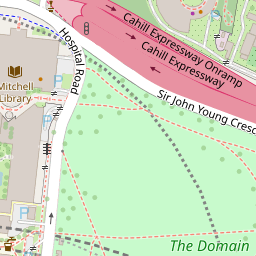 Cahill Expressway Onramp
Cahill Expressway
Hospital Road
Mitchell
Library
Sir John Young Cresc
The Domain